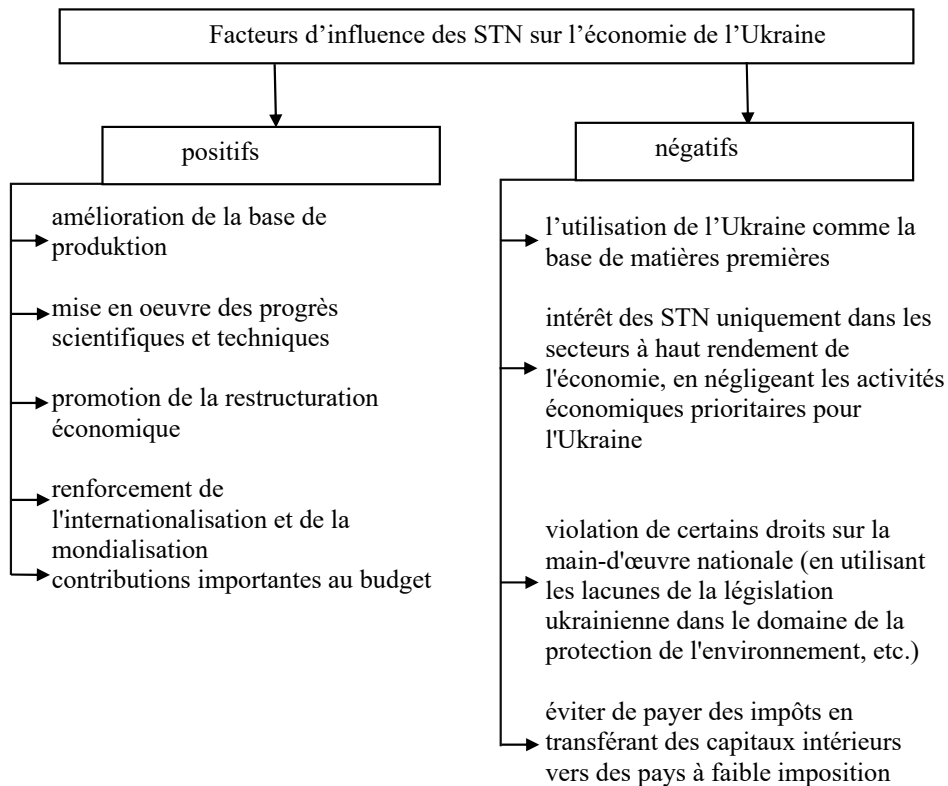 Facteurs d’influence des STN sur l’économie de l’Ukraine
positifs
amélioration de la base de
produktion
mise en oeuvre des progrès
scientifiques et techniques
promotion de la restructuration
économique
renforcement de
l'internationalisation et de la
mondialisation
contributions importantes au budget
négatifs
l’utilisation de l’Ukraine comme la
base de matières premières
intérêt des STN uniquement dans les
secteurs à haut rendement de
l'économie, en négligeant les activités
économiques prioritaires pour
l'Ukraine
violation de certains droits sur la
main-d'œuvre nationale (en utilisant
les lacunes de la législation
ukrainienne dans le domaine de la
protection de l'environnement, etc.)
éviter de payer des impôts en
transférant des capitaux intérieurs
vers des pays à faible imposition